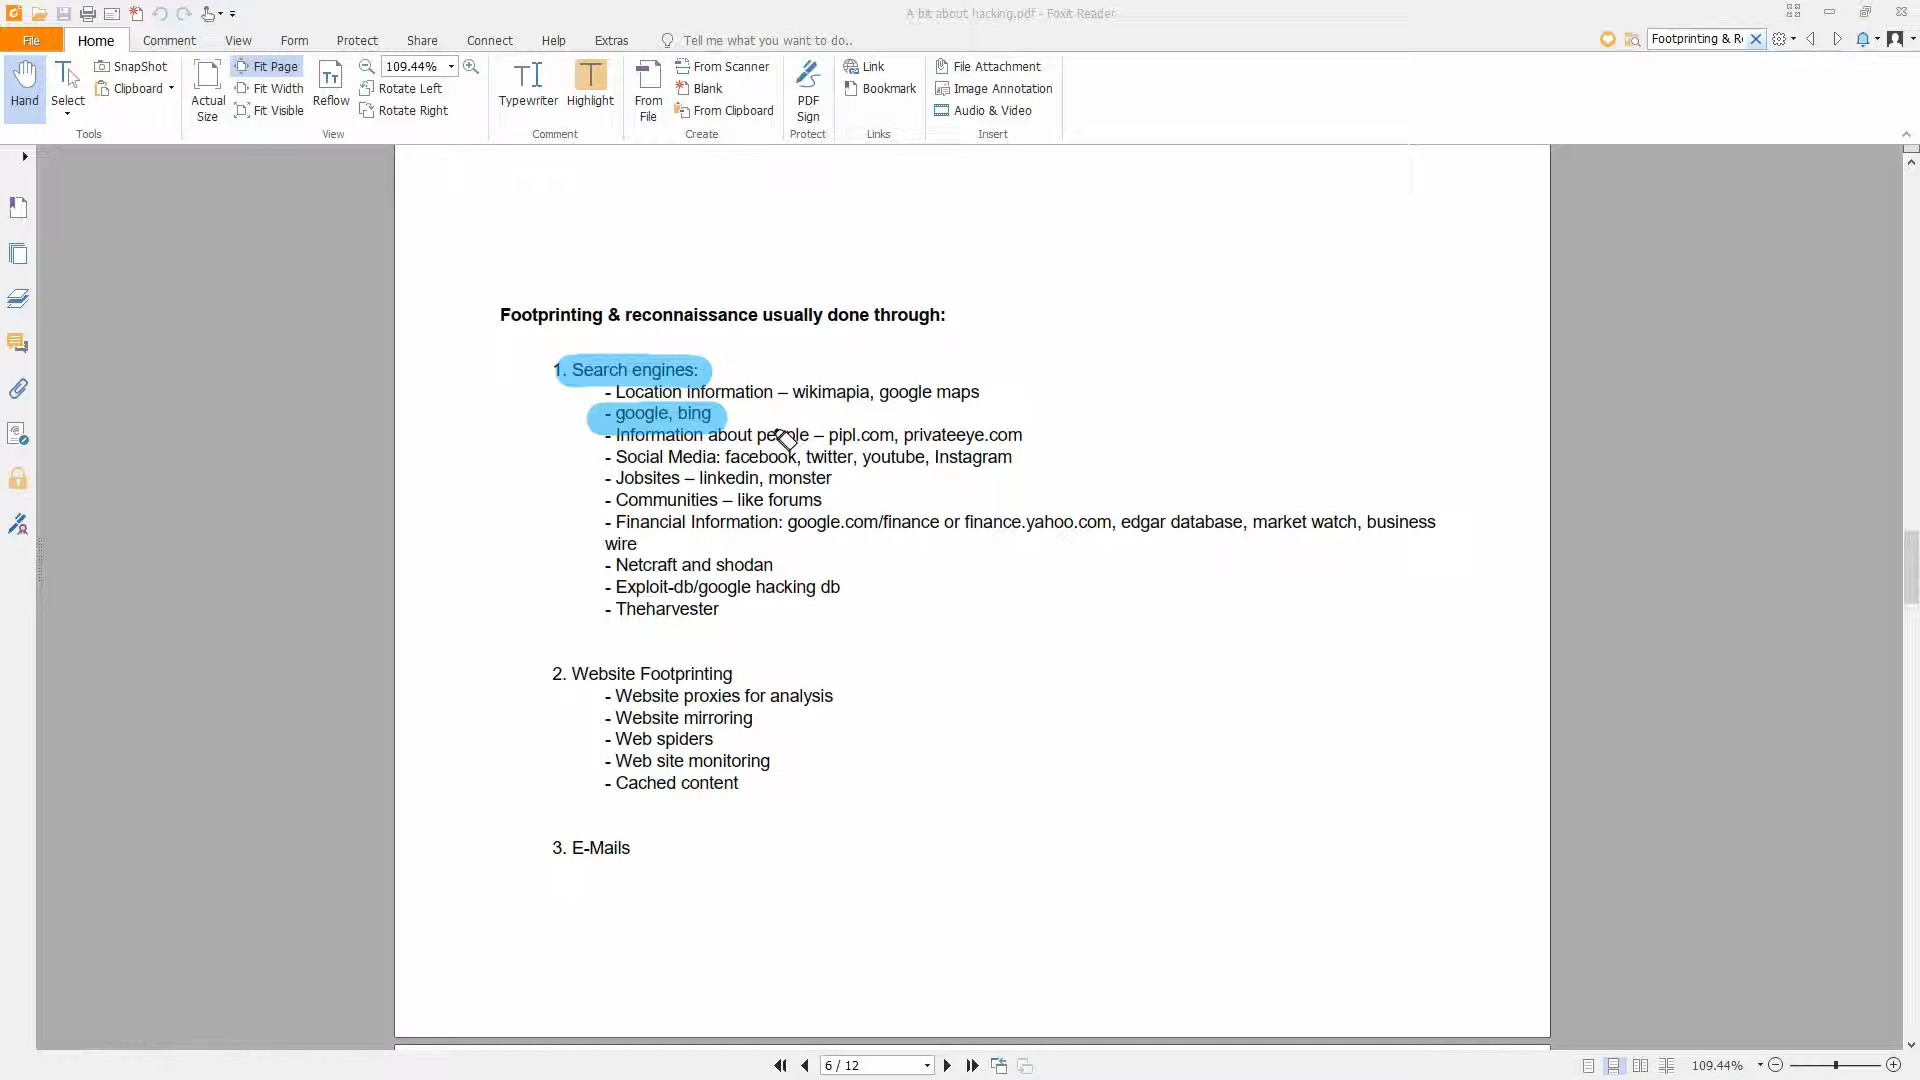 A bit about hacking.pdf - Foxit Reader
File Home Comment View Form Protect Share Connect Help Extras Tell me what you want to do..
Footprinting & R
Hand
Select
SnapShot
Clipboard
Tools
Actual Size
Fit Page
Fit Width
Fit Visible
Reflow
109.44%
Rotate Left
Rotate Right
View
Typewriter
Highlight
Comment
From File
From Scanner
Blank
From Clipboard
Create
PDF Sign
Protect
Link
Bookmark
Links
File Attachment
Image Annotation
Audio & Video
Insert
Footprinting & reconnaissance usually done through:
1. Search engines:
- Location information – wikimapia, google maps
- google, bing
- Information about people – pipl.com, privateeye.com
- Social Media: facebook, twitter, youtube, Instagram
- Jobsites – linkedin, monster
- Communities – like forums
- Financial Information: google.com/finance or finance.yahoo.com, edgar database, market watch, business
wire
- Netcraft and shodan
- Exploit-db/google hacking db
- Theharvester
2. Website Footprinting
- Website proxies for analysis
- Website mirroring
- Web spiders
- Web site monitoring
- Cached content
3. E-Mails
6 / 12
109.44%